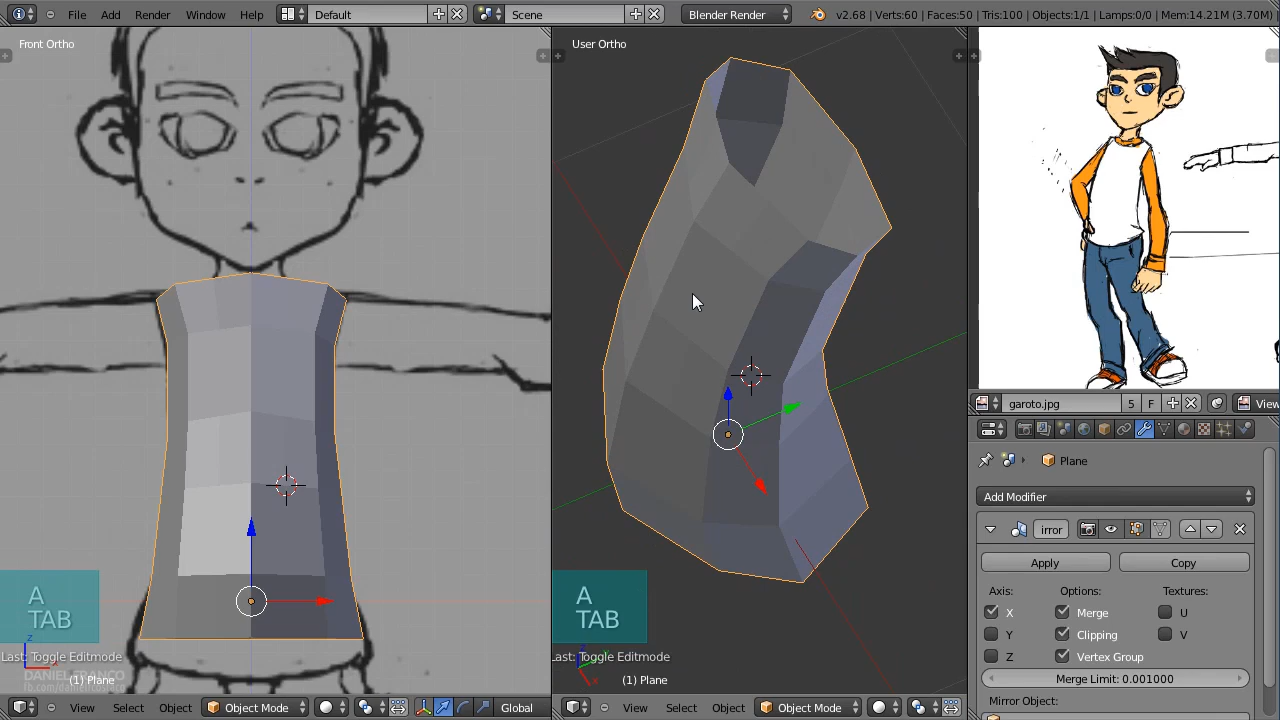 File Add Render Window Help Default Scene Blender Render v2.68 | Verts:60 | Faces:50 | Tris:100 | Objects:1/1 | Lamps:0/0 | Mem:14.21M (3.70M)
Front Ortho
User Ortho
garoto.jpg 5 F View
Plane
Add Modifier
irror
Apply Copy
Axis: Options: Textures:
X Merge U
Y Clipping V
Z Vertex Group
Merge Limit: 0.001000
Mirror Object:
A
TAB
Last: Toggle Editmode
DANIELFRANCO
(1) Plane
A
TAB
Last: Toggle Editmode
(1) Plane
View Select Object Object Mode Global
View Select Object Object Mode